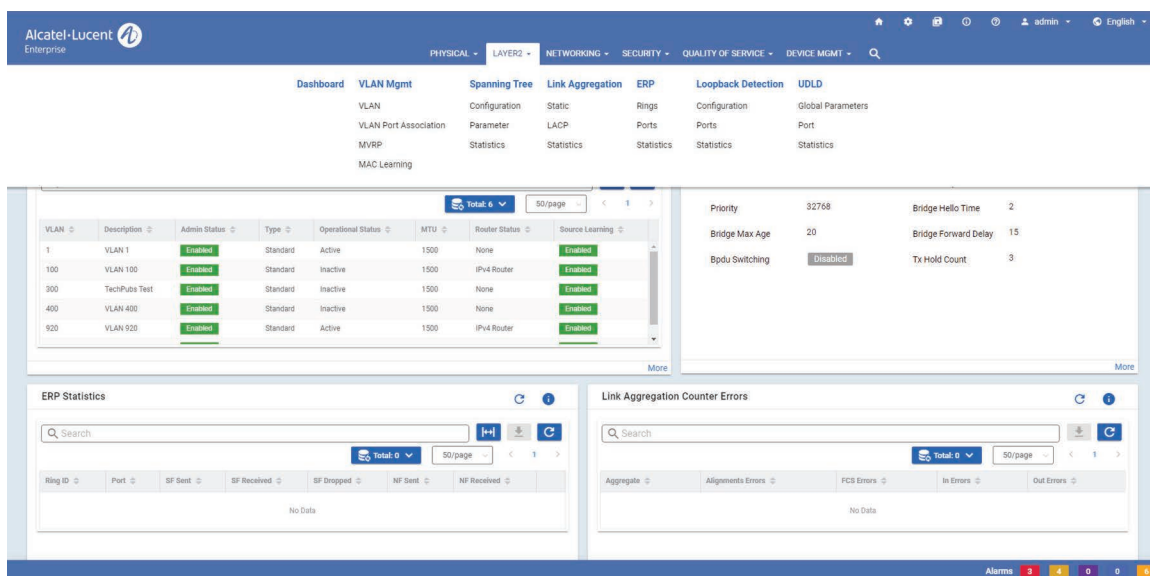 Alcatel·Lucent
Enterprise
admin
English
PHYSICAL LAYER2 NETWORKING SECURITY QUALITY OF SERVICE DEVICE MGMT
Dashboard VLAN Mgmt Spanning Tree Link Aggregation ERP Loopback Detection UDLD
VLAN Configuration Static Rings Configuration Global Parameters
VLAN Port Association Parameter LACP Ports Ports Port
MVRP Statistics Statistics Statistics Statistics Statistics
MAC Learning
Total: 6 50/page 1
VLAN Description Admin Status Type Operational Status MTU Router Status Source Learning
1 VLAN 1 Enabled Standard Active 1500 None Enabled
100 VLAN 100 Enabled Standard Inactive 1500 IPv4 Router Enabled
300 TechPubs Test Enabled Standard Inactive 1500 None Enabled
400 VLAN 400 Enabled Standard Inactive 1500 None Enabled
920 VLAN 920 Enabled Standard Active 1500 IPv4 Router Enabled
More
Priority 32768 Bridge Hello Time 2
Bridge Max Age 20 Bridge Forward Delay 15
Bpdu Switching Disabled Tx Hold Count 3
More
ERP Statistics
Search
Total: 0 50/page 1
Ring ID Port SF Sent SF Received SF Dropped NF Sent NF Received
No Data
Link Aggregation Counter Errors
Search
Total: 0 50/page 1
Aggregate Alignments Errors FCS Errors In Errors Out Errors
No Data
Alarms 3 4 0 0 6